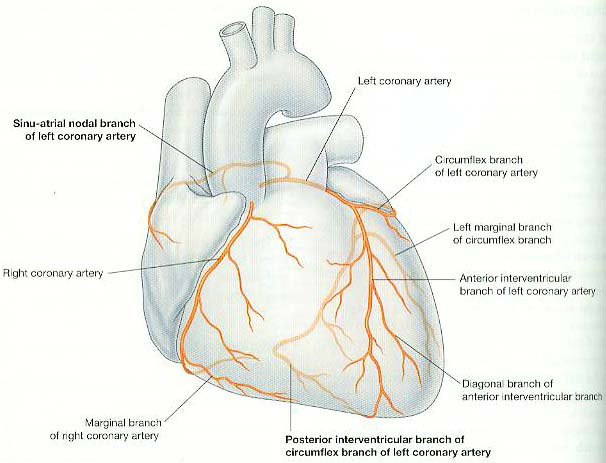 Left coronary artery
Sinu-atrial nodal branch
of left coronary artery
Circumflex branch
of left coronary artery
Left marginal branch
of circumflex branch
Right coronary artery
Anterior interventricular
branch of left coronary artery
Diagonal branch of
anterior interventricular branch
Marginal branch
of right coronary artery
Posterior interventricular branch of
circumflex branch of left coronary artery